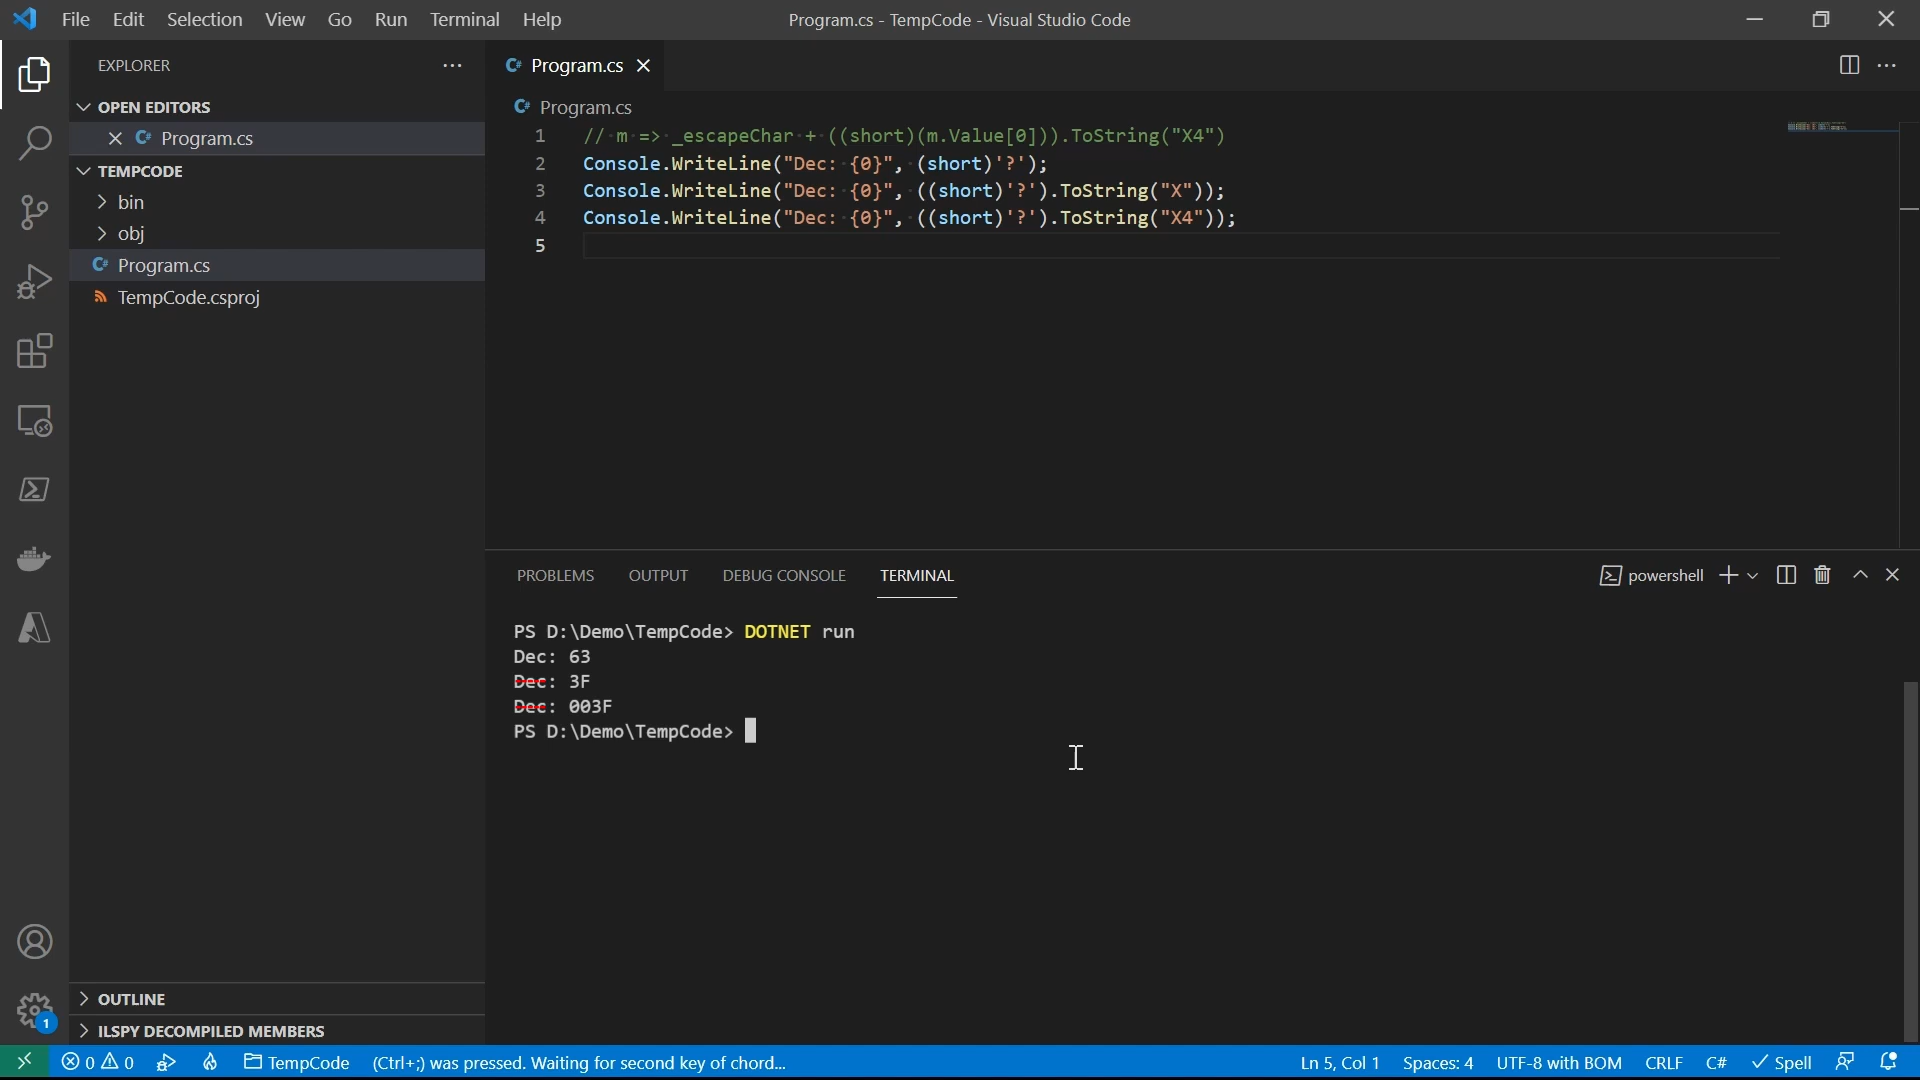 File Edit Selection View Go Run Terminal Help
Program.cs - TempCode - Visual Studio Code
EXPLORER
OPEN EDITORS
Program.cs
TEMPCODE
bin
obj
Program.cs
TempCode.csproj
OUTLINE
ILSPY DECOMPILED MEMBERS
1
Program.cs
Program.cs
1 // m => _escapeChar + ((short)(m.Value[0])).ToString("X4")
2 Console.WriteLine("Dec: {0}", (short)'?');
3 Console.WriteLine("Dec: {0}", ((short)'?').ToString("X"));
4 Console.WriteLine("Dec: {0}", ((short)'?').ToString("X4"));
5
PROBLEMS OUTPUT DEBUG CONSOLE TERMINAL
powershell
PS D:\Demo\TempCode> DOTNET run
Dec: 63
Dec: 3F
Dec: 003F
PS D:\Demo\TempCode>
0 0 TempCode (Ctrl+;) was pressed. Waiting for second key of chord...
Ln 5, Col 1 Spaces: 4 UTF-8 with BOM CRLF C# Spell